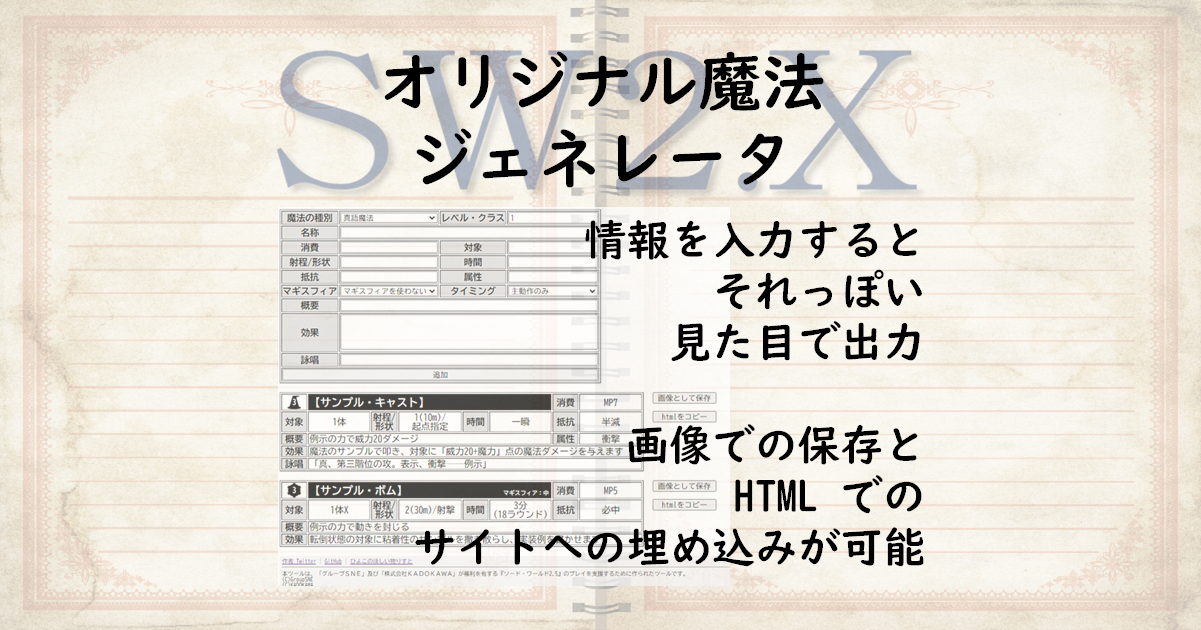 SW2.X
オリジナル魔法
ジェネレータ
情報を入力すると
それっぽい
見た目で出力
画像での保存と
HTML での
サイトへの埋め込みが可能
魔法の種別 真語魔法 レベル・クラス 1
名称
消費 対象
射程/形状 時間
抵抗 属性
マギスフィア マギスフィアを使わない タイミング 主動作のみ
概要
効果
詠唱
追加
3 【サンプル・キャスト】 消費 MP7 画像として保存
対象 1体 射程/形状 1(10m)/起点指定 時間 一瞬 抵抗 半減 htmlをコピー
概要 例示の力で威力20ダメージ 属性 衝撃
効果 魔法のサンプルで叩き、対象に「威力20+魔力」点の魔法ダメージを与えます
詠唱 「真、第三階位の攻。表示、衝撃――例示」
3 【サンプル・ボム】 マギスフィア：中 消費 MP5 画像として保存
対象 1体X 射程/形状 2(30m)/射撃 時間 3分(18ラウンド) 抵抗 必中 htmlをコピー
概要 例示の力で動きを封じる
効果 転倒状態の対象に粘着性の
作者 Twitter | GitHub | ひよこのほしい物リスト
本ツールは、「グループSNE」及び「株式会社KADOKAWA」が権利を有する『ソード・ワールド2.5』のプレイを支援するために作られたツールです。
(C)GroupSNE
(C)KADOKAWA